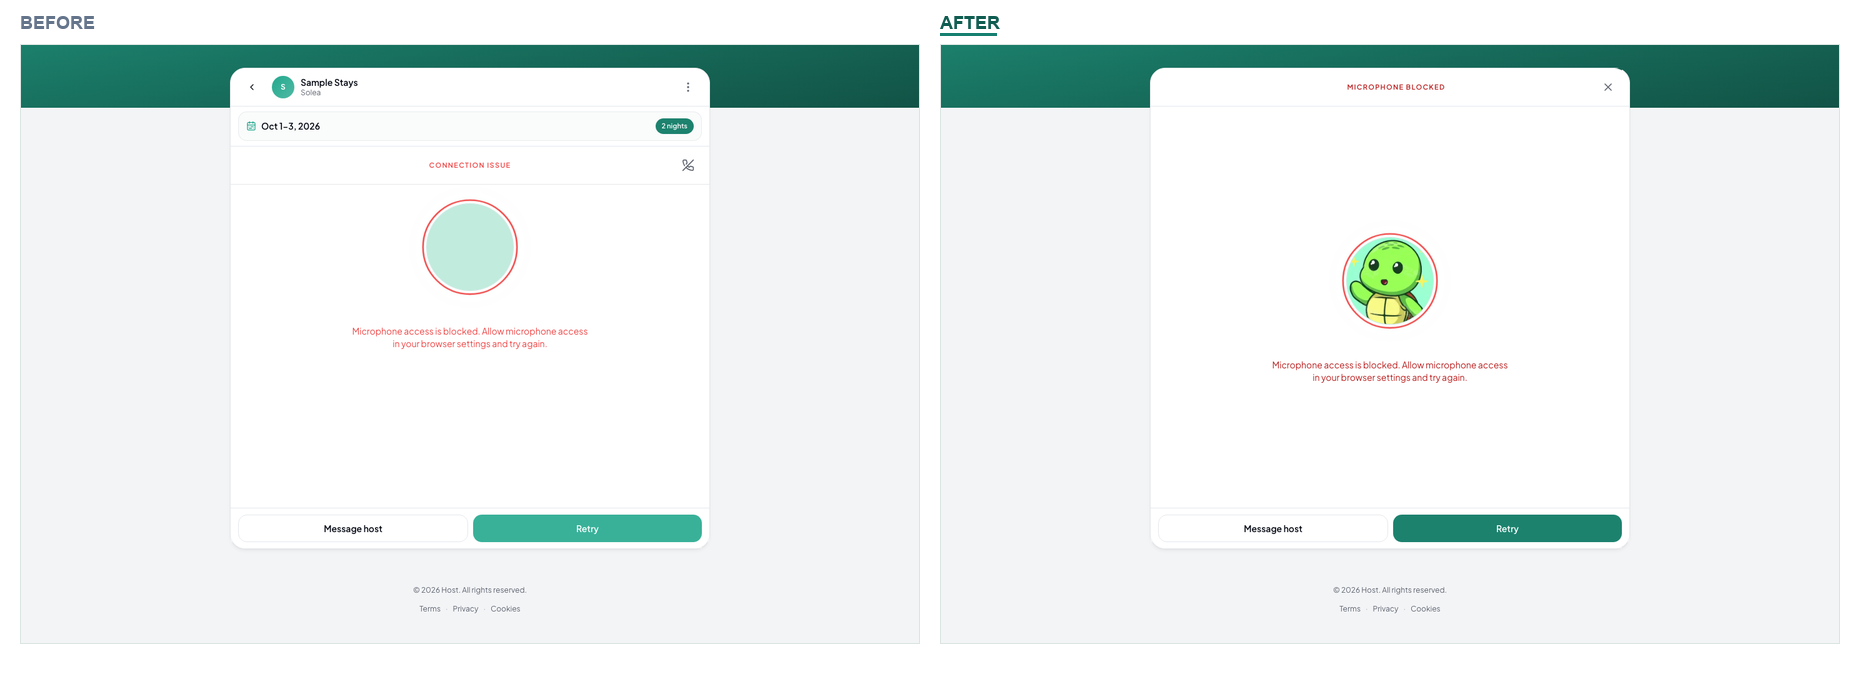 BEFORE
S
Sample Stays
Solea
Oct 1–3, 2026
2 nights
CONNECTION ISSUE
Microphone access is blocked. Allow microphone access
in your browser settings and try again.
Message host
Retry
© 2026 Host. All rights reserved.
Terms · Privacy · Cookies
AFTER
MICROPHONE BLOCKED
Microphone access is blocked. Allow microphone access
in your browser settings and try again.
Message host
Retry
© 2026 Host. All rights reserved.
Terms · Privacy · Cookies